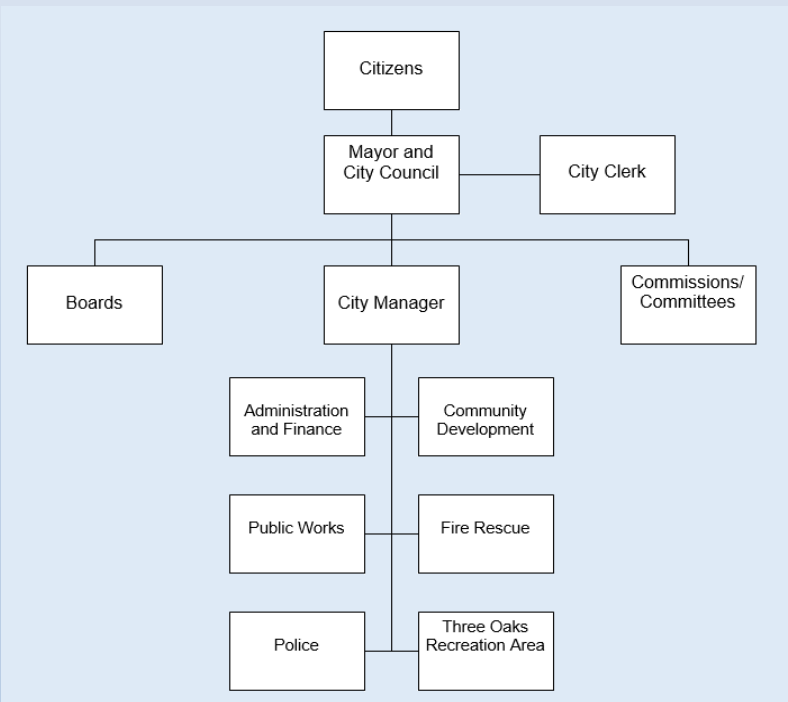 Citizens
Mayor and
City Council
City Clerk
Boards
City Manager
Commissions/
Committees
Administration
and Finance
Community
Development
Public Works
Fire Rescue
Police
Three Oaks
Recreation Area